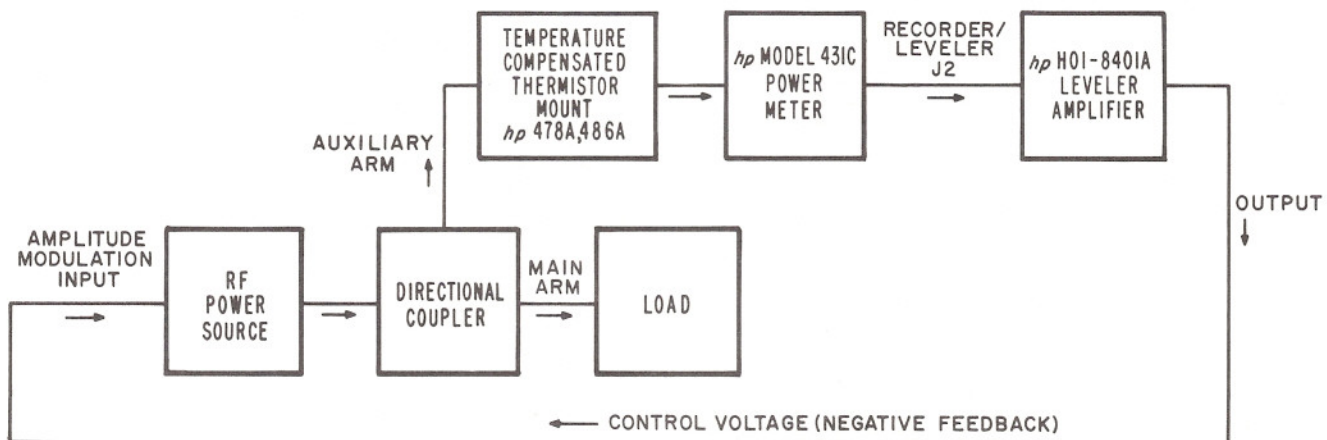 TEMPERATURE
COMPENSATED
THERMISTOR
MOUNT
hp 478A,486A
hp MODEL 431C
POWER
METER
RECORDER/
LEVELER
J2
hp HO1-8401A
LEVELER
AMPLIFIER
AUXILIARY
ARM
OUTPUT
AMPLITUDE
MODULATION
INPUT
RF
POWER
SOURCE
DIRECTIONAL
COUPLER
MAIN
ARM
LOAD
CONTROL VOLTAGE (NEGATIVE FEEDBACK)